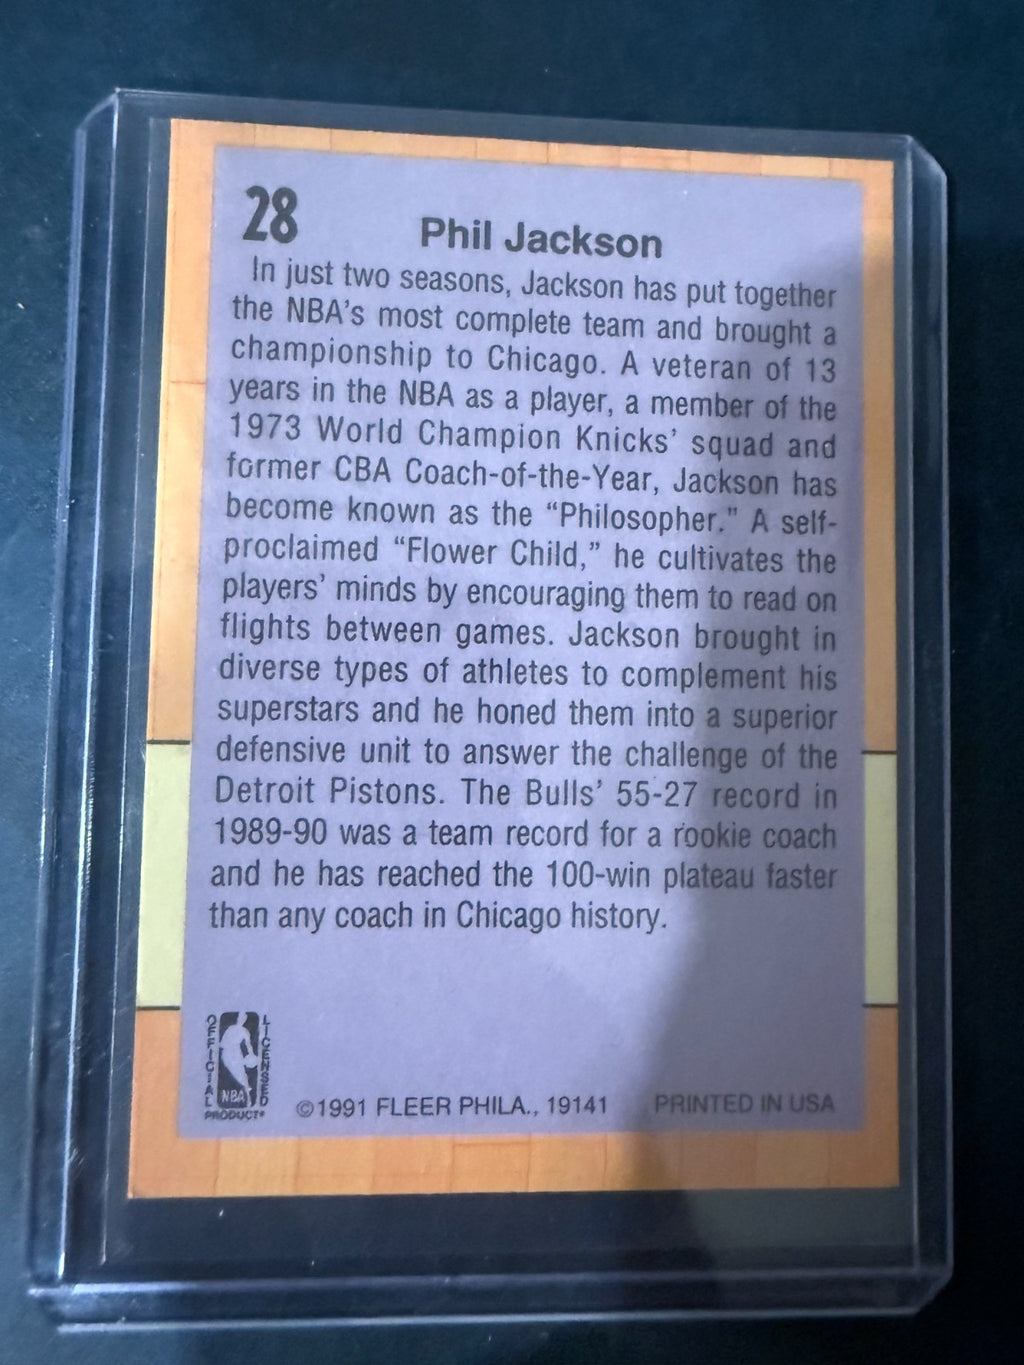 28
Phil Jackson
In just two seasons, Jackson has put together
the NBA's most complete team and brought a
championship to Chicago. A veteran of 13
years in the NBA as a player, a member of the
1973 World Champion Knicks' squad and
former CBA Coach-of-the-Year, Jackson has
become known as the “Philosopher.” A self-
proclaimed “Flower Child,” he cultivates the
players' minds by encouraging them to read on
flights between games. Jackson brought in
diverse types of athletes to complement his
superstars and he honed them into a superior
defensive unit to answer the challenge of the
Detroit Pistons. The Bulls' 55-27 record in
1989-90 was a team record for a rookie coach
and he has reached the 100-win plateau faster
than any coach in Chicago history.
OFFICIAL
NBA
LICENSED
PRODUCT®
©1991 FLEER PHILA., 19141 PRINTED IN USA